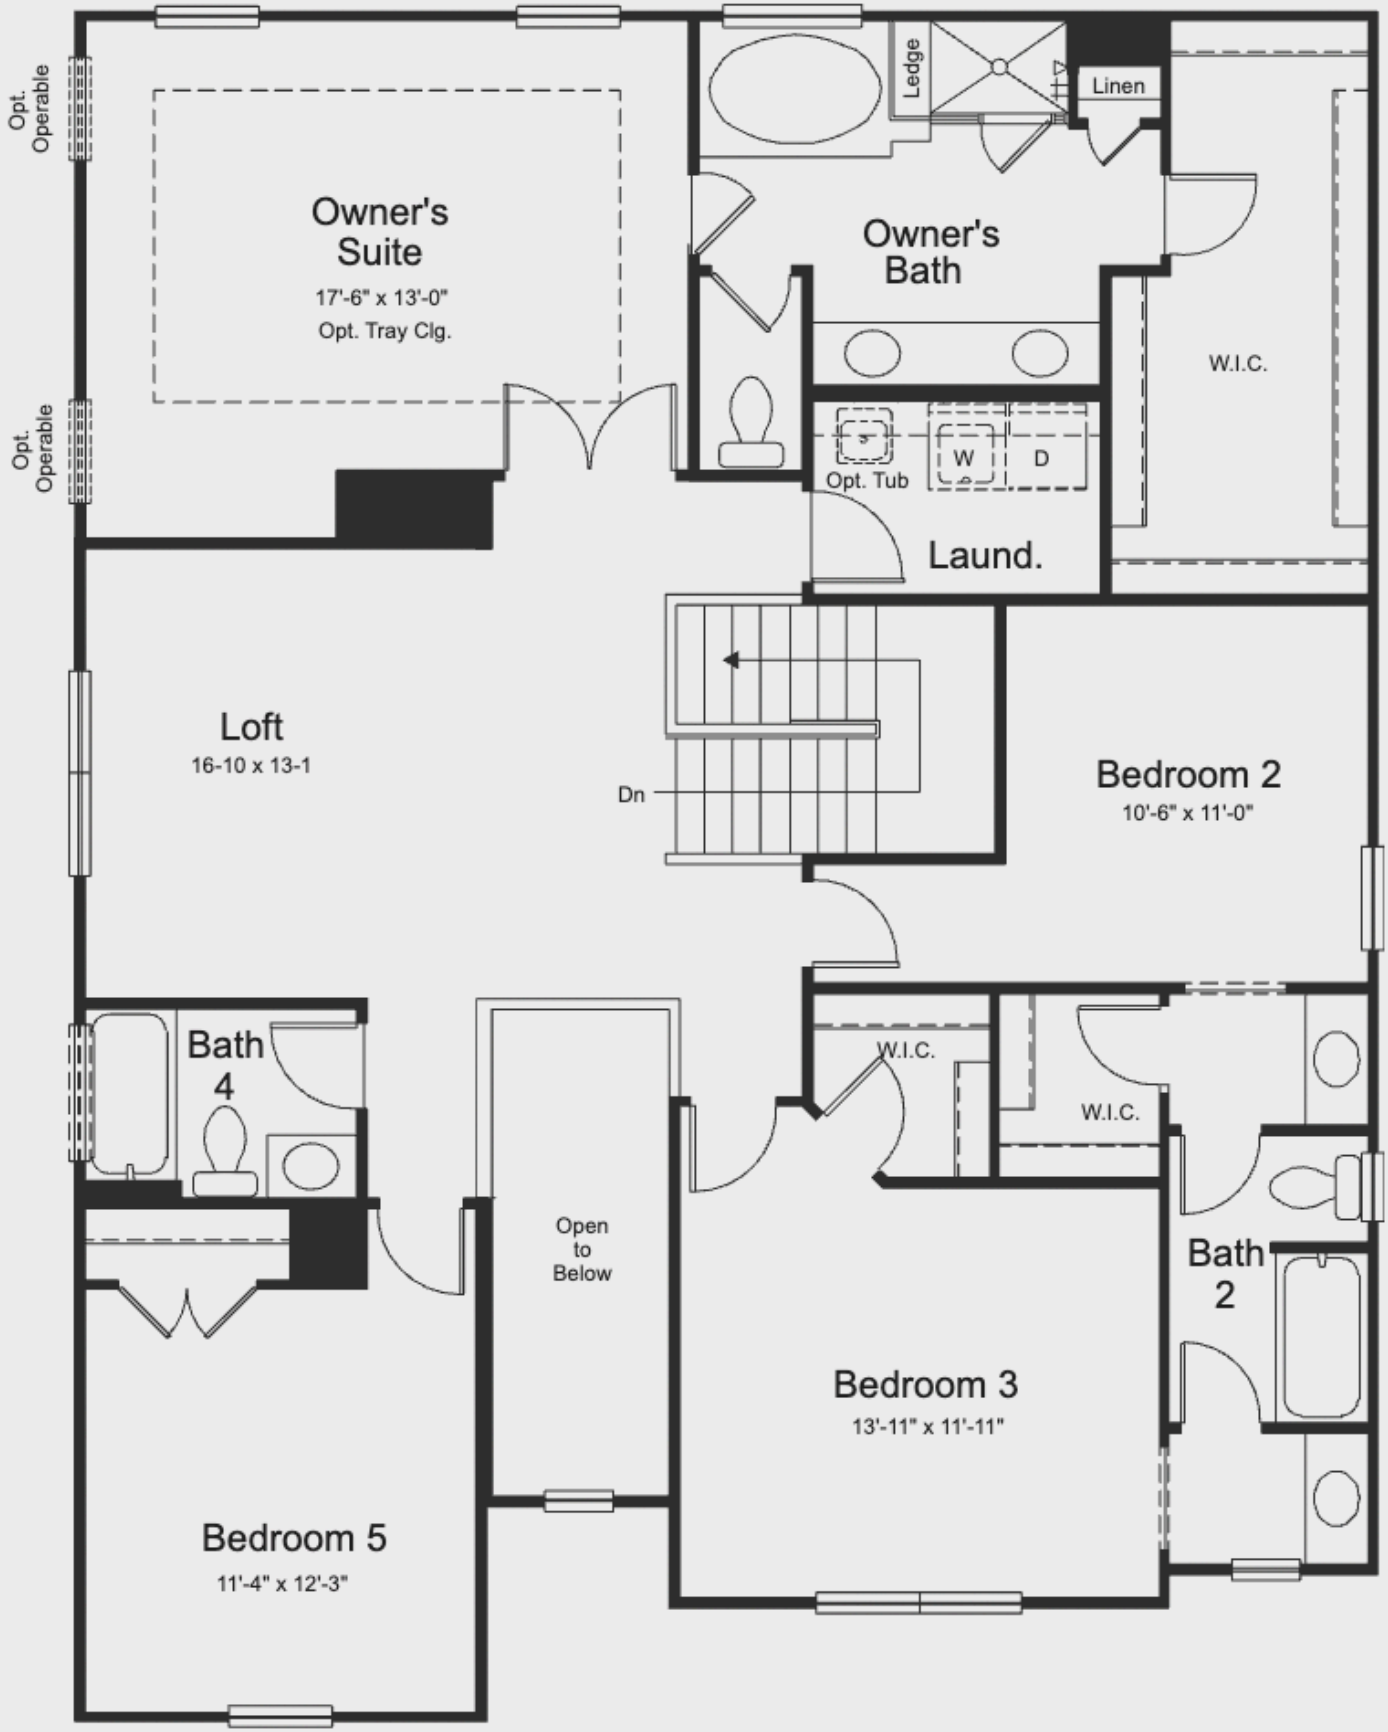 Opt.
Operable
Ledge
Linen
Owner's
Suite
17'-6" x 13'-0"
Opt. Tray Clg.
Owner's
Bath
W.I.C.
Opt.
Operable
s
W
D
Opt. Tub
Laund.
Loft
16-10 x 13-1
Dn
Bedroom 2
10'-6" x 11'-0"
Bath
4
W.I.C.
W.I.C.
Open
to
Below
Bath
2
Bedroom 3
13'-11" x 11'-11"
Bedroom 5
11'-4" x 12'-3"